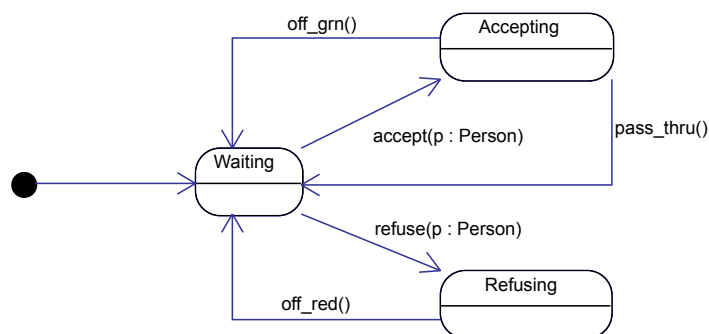 off_grn()
Accepting
accept(p : Person)
pass_thru()
Waiting
refuse(p : Person)
Refusing
off_red()